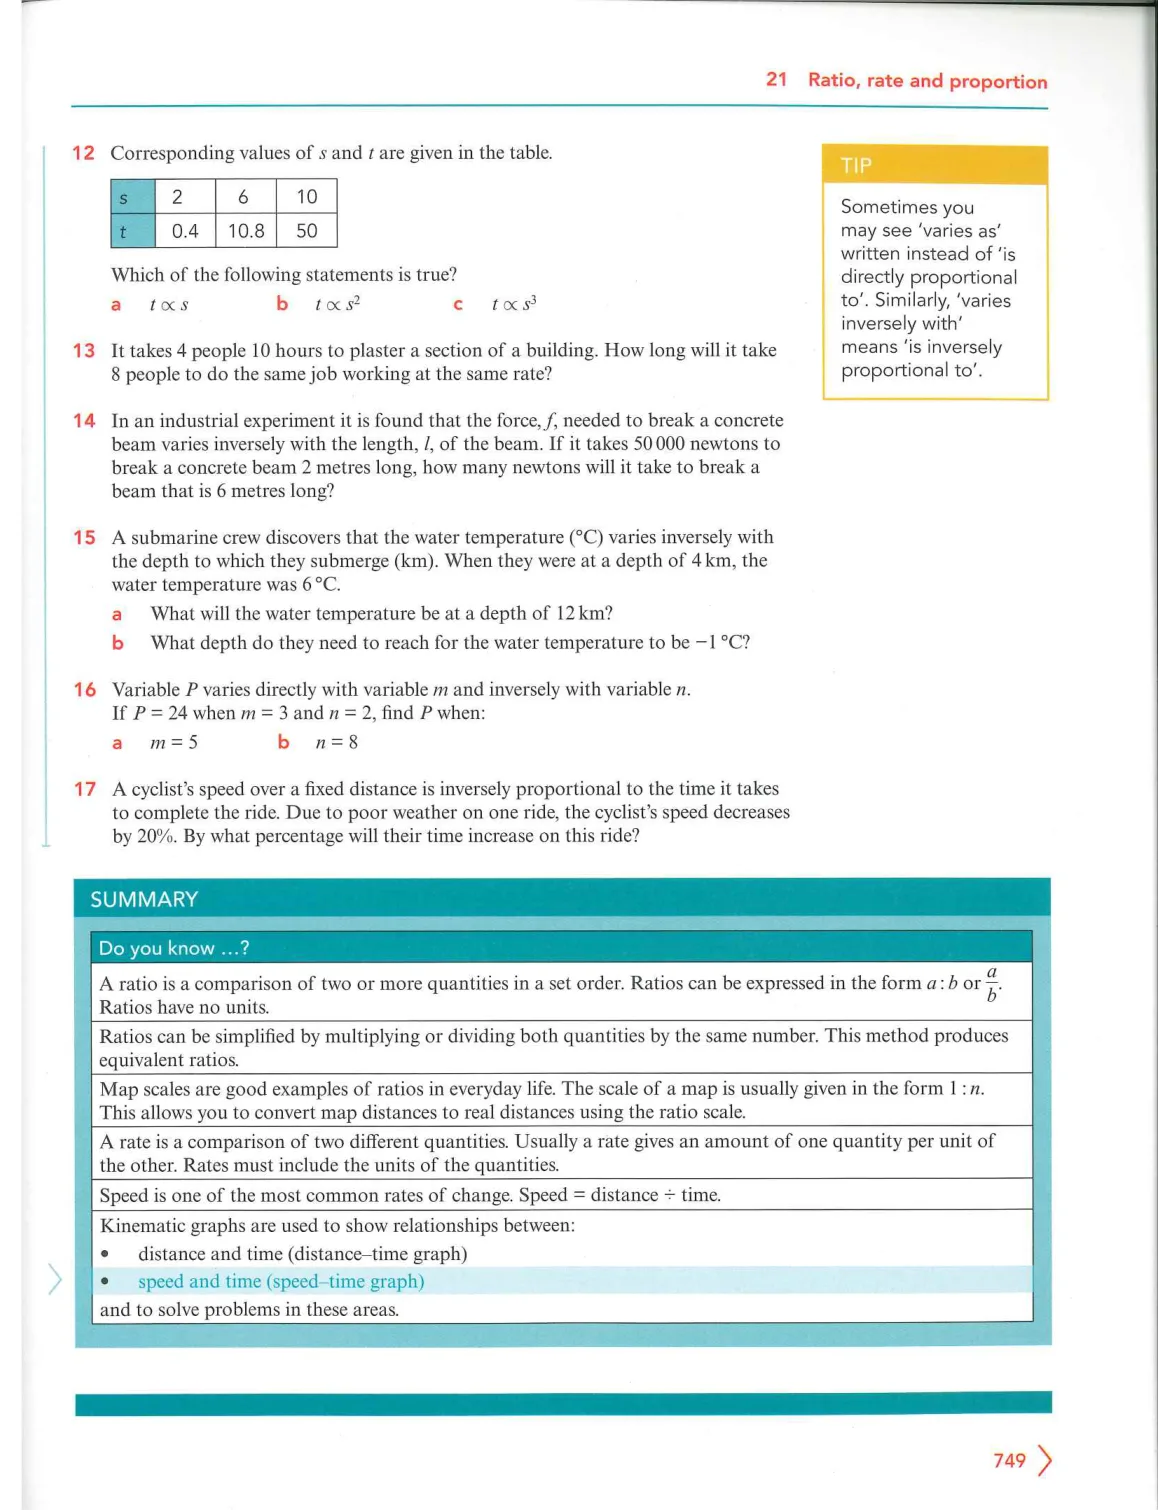 21 Ratio, rate and proportion
12 Corresponding values of s and t are given in the table.
s 2 6 10
t 0.4 10.8 50
Which of the following statements is true?
a t ∝ s b t ∝ s² c t ∝ s³
13 It takes 4 people 10 hours to plaster a section of a building. How long will it take
8 people to do the same job working at the same rate?
14 In an industrial experiment it is found that the force, f, needed to break a concrete
beam varies inversely with the length, l, of the beam. If it takes 50 000 newtons to
break a concrete beam 2 metres long, how many newtons will it take to break a
beam that is 6 metres long?
15 A submarine crew discovers that the water temperature (°C) varies inversely with
the depth to which they submerge (km). When they were at a depth of 4 km, the
water temperature was 6 °C.
a What will the water temperature be at a depth of 12 km?
b What depth do they need to reach for the water temperature to be −1 °C?
16 Variable P varies directly with variable m and inversely with variable n.
If P = 24 when m = 3 and n = 2, find P when:
a m = 5 b n = 8
17 A cyclist's speed over a fixed distance is inversely proportional to the time it takes
to complete the ride. Due to poor weather on one ride, the cyclist's speed decreases
by 20%. By what percentage will their time increase on this ride?
TIP
Sometimes you
may see 'varies as'
written instead of 'is
directly proportional
to'. Similarly, 'varies
inversely with'
means 'is inversely
proportional to'.
SUMMARY
Do you know ...?
A ratio is a comparison of two or more quantities in a set order. Ratios can be expressed in the form a : b or a/b.
Ratios have no units.
Ratios can be simplified by multiplying or dividing both quantities by the same number. This method produces
equivalent ratios.
Map scales are good examples of ratios in everyday life. The scale of a map is usually given in the form 1 : n.
This allows you to convert map distances to real distances using the ratio scale.
A rate is a comparison of two different quantities. Usually a rate gives an amount of one quantity per unit of
the other. Rates must include the units of the quantities.
Speed is one of the most common rates of change. Speed = distance ÷ time.
Kinematic graphs are used to show relationships between:
• distance and time (distance–time graph)
• speed and time (speed–time graph)
and to solve problems in these areas.
749